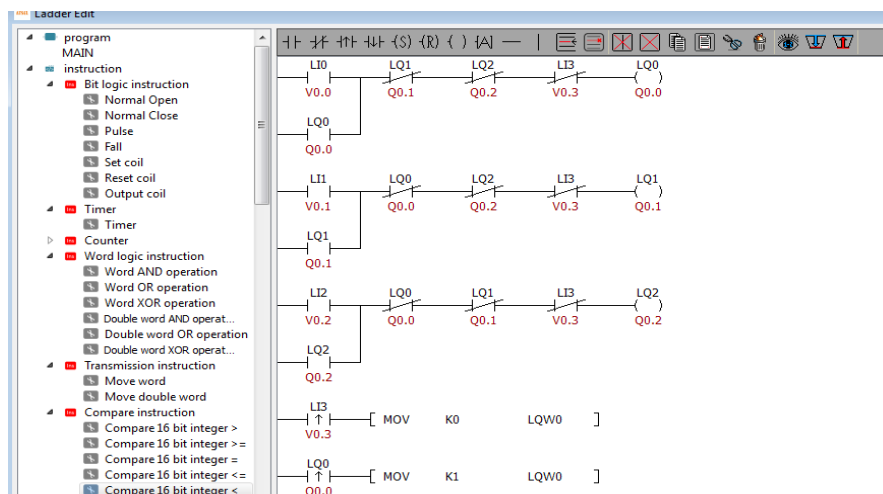 Ladder Edit
program
MAIN
instruction
Bit logic instruction
Normal Open
Normal Close
Pulse
Fall
Set coil
Reset coil
Output coil
Timer
Timer
Counter
Word logic instruction
Word AND operation
Word OR operation
Word XOR operation
Double word AND operat...
Double word OR operation
Double word XOR operat...
Transmission instruction
Move word
Move double word
Compare instruction
Compare 16 bit integer >
Compare 16 bit integer >=
Compare 16 bit integer =
Compare 16 bit integer <=
Compare 16 bit integer <
(S) (R) ( ) [A]
LI0 LQ1 LQ2 LI3 LQ0
V0.0 Q0.1 Q0.2 V0.3 Q0.0
LQ0
Q0.0
LI1 LQ0 LQ2 LI3 LQ1
V0.1 Q0.0 Q0.2 V0.3 Q0.1
LQ1
Q0.1
LI2 LQ0 LQ1 LI3 LQ2
V0.2 Q0.0 Q0.1 V0.3 Q0.2
LQ2
Q0.2
LI3
[ MOV K0 LQW0 ]
V0.3
LQ0
[ MOV K1 LQW0 ]
Q0.0